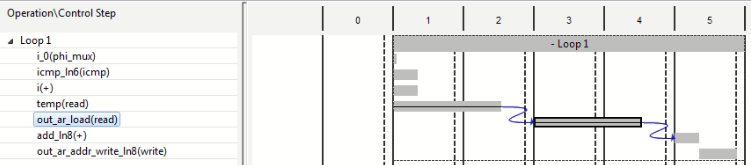 Operation\Control Step
0 1 2 3 4 5
Loop 1
- Loop 1
i_0(phi_mux)
icmp_ln6(icmp)
i(+)
temp(read)
out_ar_load(read)
add_ln8(+)
out_ar_addr_write_ln8(write)